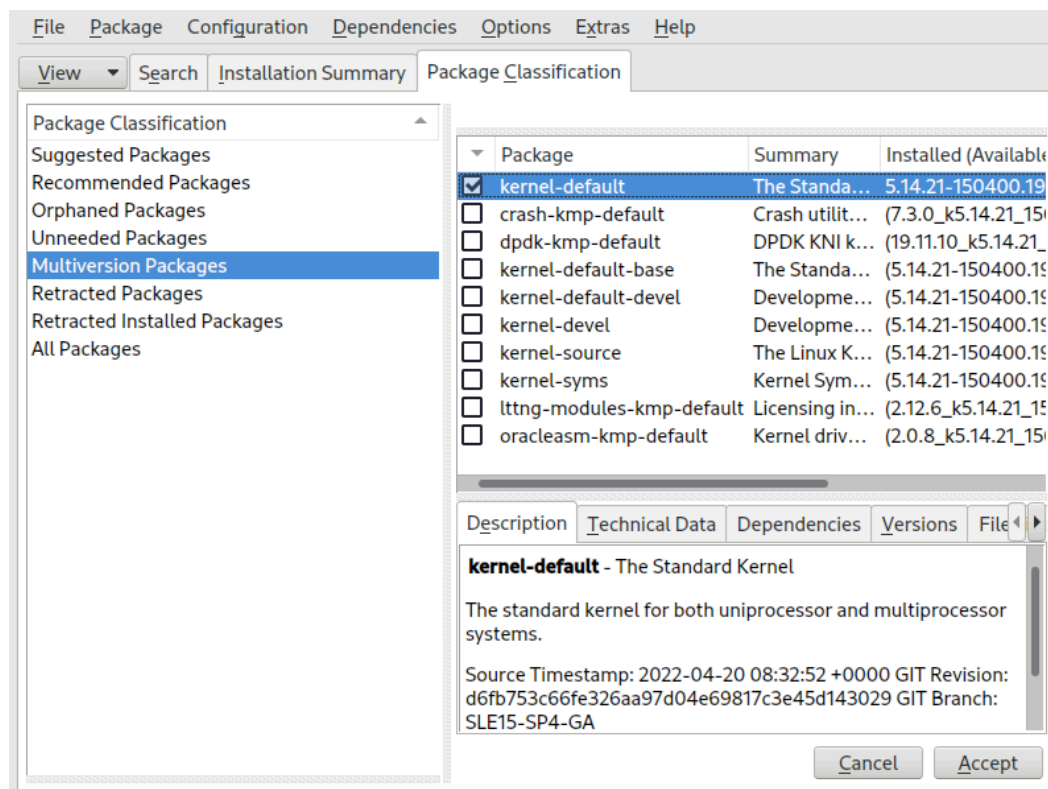 File Package Configuration Dependencies Options Extras Help
View Search Installation Summary Package Classification
Package Classification
Suggested Packages
Recommended Packages
Orphaned Packages
Unneeded Packages
Multiversion Packages
Retracted Packages
Retracted Installed Packages
All Packages
Package Summary Installed (Available
kernel-default The Standa... 5.14.21-150400.19
crash-kmp-default Crash utilit... (7.3.0_k5.14.21_150
dpdk-kmp-default DPDK KNI k... (19.11.10_k5.14.21_
kernel-default-base The Standa... (5.14.21-150400.19
kernel-default-devel Developme... (5.14.21-150400.19
kernel-devel Developme... (5.14.21-150400.19
kernel-source The Linux K... (5.14.21-150400.19
kernel-syms Kernel Sym... (5.14.21-150400.19
lttng-modules-kmp-default Licensing in... (2.12.6_k5.14.21_15
oracleasm-kmp-default Kernel driv... (2.0.8_k5.14.21_150
Description Technical Data Dependencies Versions File
kernel-default - The Standard Kernel
The standard kernel for both uniprocessor and multiprocessor
systems.
Source Timestamp: 2022-04-20 08:32:52 +0000 GIT Revision:
d6fb753c66fe326aa97d04e69817c3e45d143029 GIT Branch:
SLE15-SP4-GA
Cancel Accept